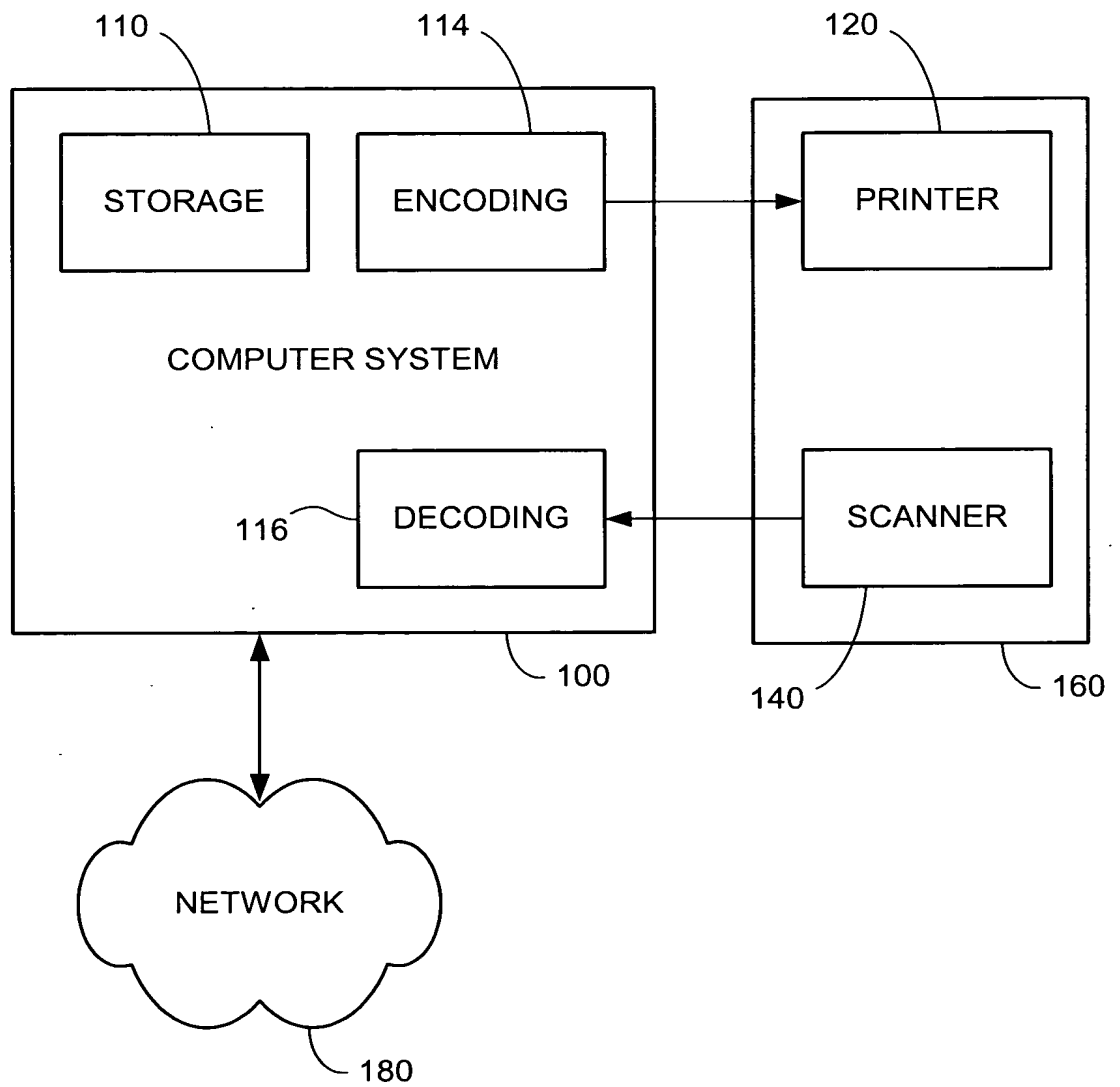 110
114
120
STORAGE
ENCODING
PRINTER
COMPUTER SYSTEM
116
DECODING
SCANNER
100
140
160
NETWORK
180